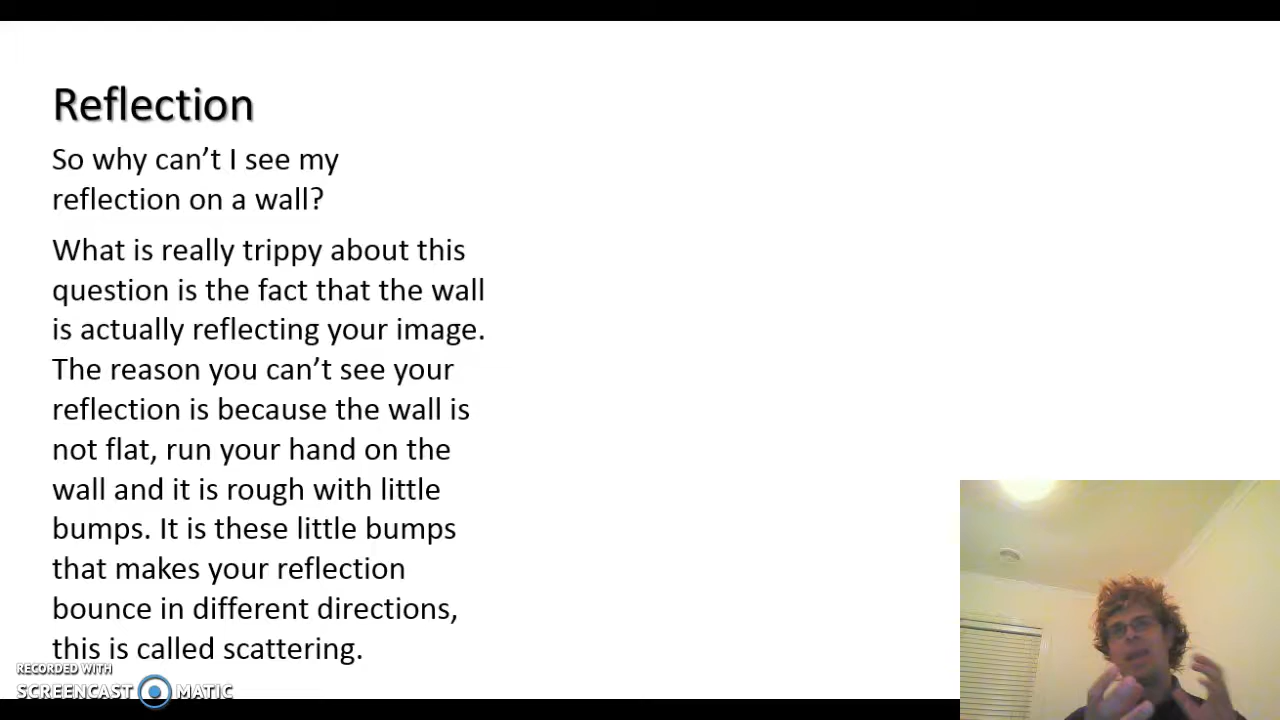 Reflection
So why can’t I see my
reflection on a wall?
What is really trippy about this
question is the fact that the wall
is actually reflecting your image.
The reason you can’t see your
reflection is because the wall is
not flat, run your hand on the
wall and it is rough with little
bumps. It is these little bumps
that makes your reflection
bounce in different directions,
this is called scattering.
RECORDED WITH
SCREENCAST MATIC